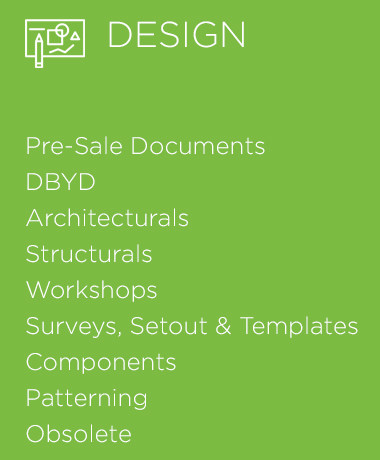 DESIGN
Pre-Sale Documents
DBYD
Architecturals
Structurals
Workshops
Surveys, Setout & Templates
Components
Patterning
Obsolete